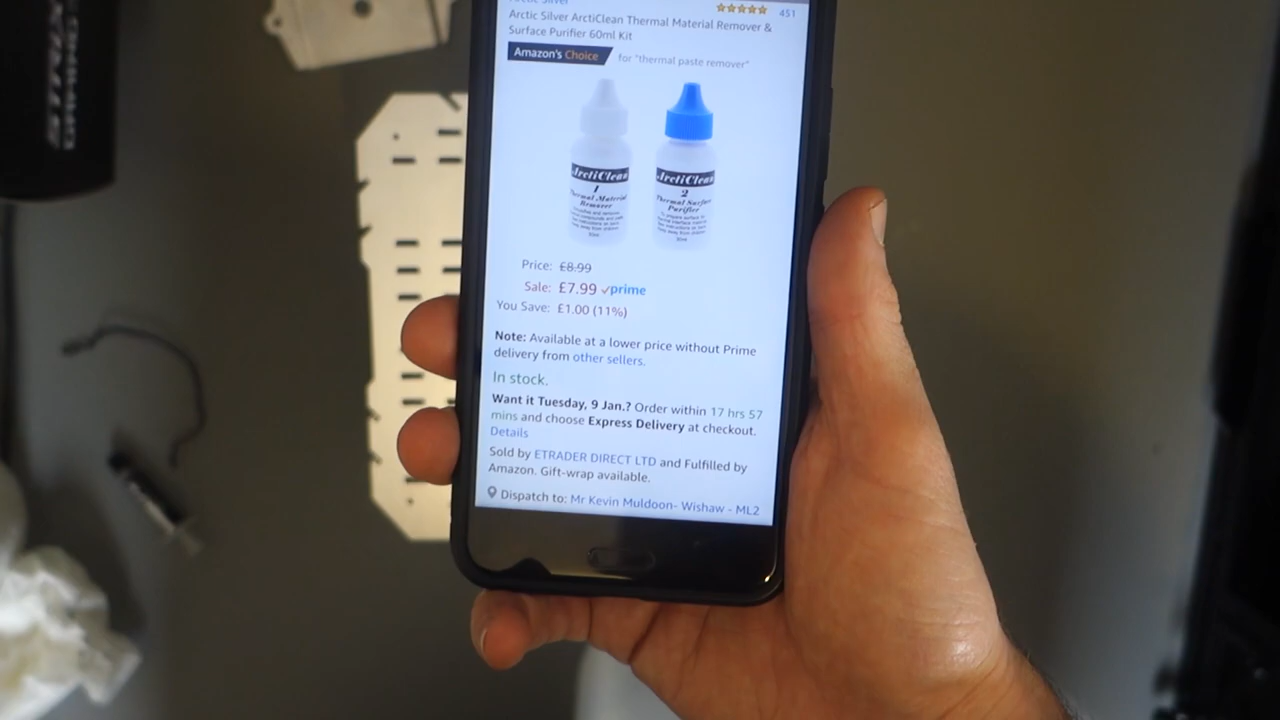 Arctic Silver
451
Arctic Silver ArctiClean Thermal Material Remover &
Surface Purifier 60ml Kit
Amazon's Choice for "thermal paste remover"
ArctiClean
1
Thermal Material
Remover
ArctiClean
2
Thermal Surface
Purifier
Price: £8.99
Sale: £7.99 prime
You Save: £1.00 (11%)
Note: Available at a lower price without Prime
delivery from other sellers.
In stock.
Want it Tuesday, 9 Jan.? Order within 17 hrs 57
mins and choose Express Delivery at checkout.
Details
Sold by ETRADER DIRECT LTD and Fulfilled by
Amazon. Gift-wrap available.
Dispatch to: Mr Kevin Muldoon- Wishaw - ML2